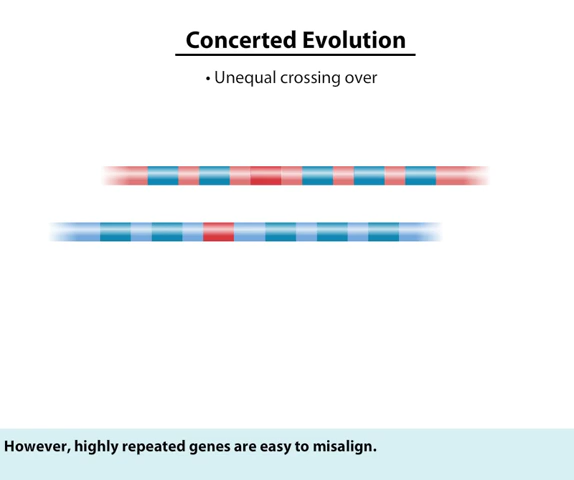 Concerted Evolution
• Unequal crossing over
However, highly repeated genes are easy to misalign.